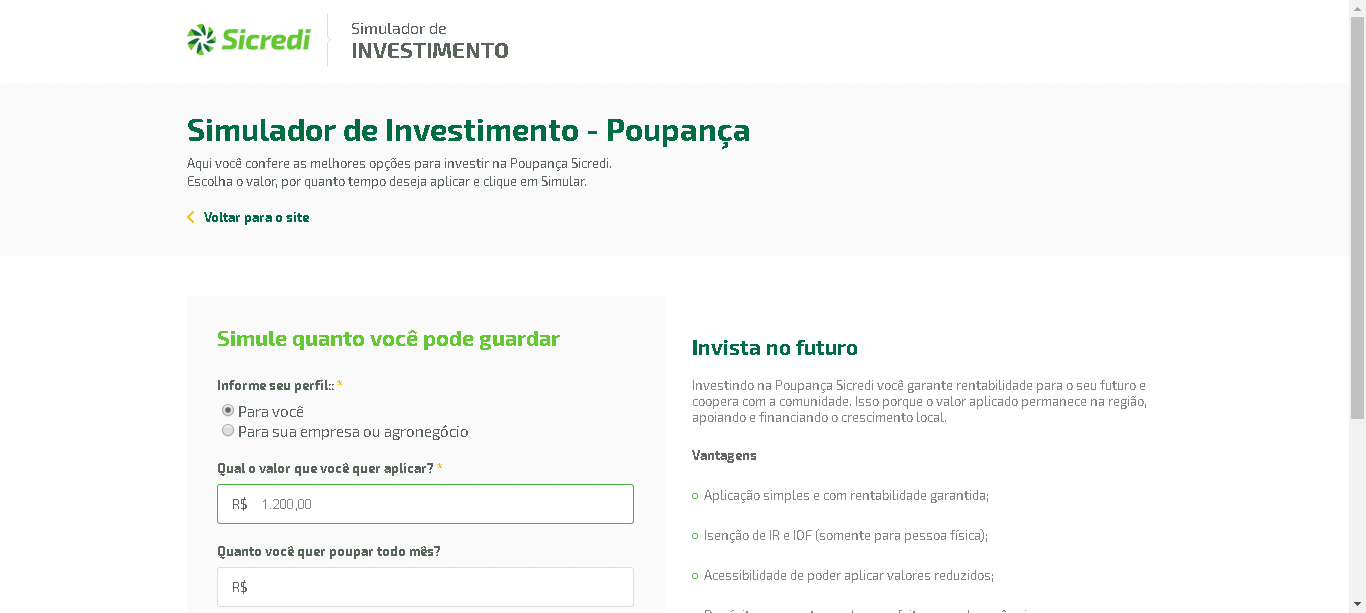 Sicredi
Simulador de
INVESTIMENTO
Simulador de Investimento - Poupança
Aqui você confere as melhores opções para investir na Poupança Sicredi.
Escolha o valor, por quanto tempo deseja aplicar e clique em Simular.
Voltar para o site
Simule quanto você pode guardar
Informe seu perfil:: *
Para você
Para sua empresa ou agronegócio
Qual o valor que você quer aplicar? *
R$ 1.200,00
Quanto você quer poupar todo mês?
R$
Invista no futuro
Investindo na Poupança Sicredi você garante rentabilidade para o seu futuro e
coopera com a comunidade. Isso porque o valor aplicado permanece na região,
apoiando e financiando o crescimento local.
Vantagens
Aplicação simples e com rentabilidade garantida;
Isenção de IR e IOF (somente para pessoa física);
Acessibilidade de poder aplicar valores reduzidos;